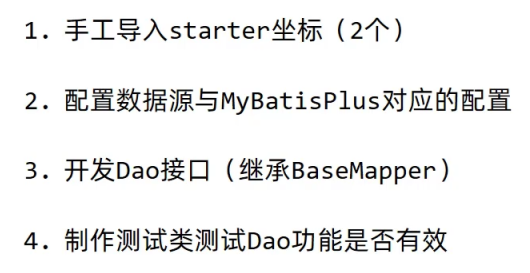 1. 手工导入starter坐标（2个）
2. 配置数据源与MyBatisPlus对应的配置
3. 开发Dao接口（继承BaseMapper）
4. 制作测试类测试Dao功能是否有效